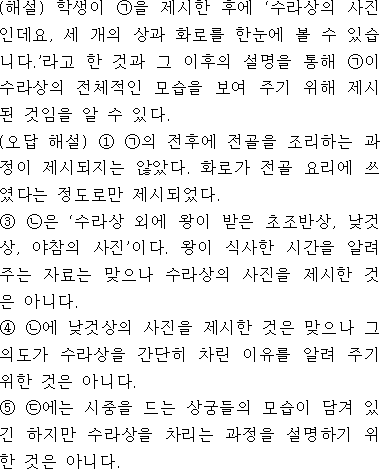 (해설) 학생이 ㉠을 제시한 후에 ‘수라상의 사진
인데요, 세 개의 상과 화로를 한눈에 볼 수 있습
니다.’라고 한 것과 그 이후의 설명을 통해 ㉠이
수라상의 전체적인 모습을 보여 주기 위해 제시
된 것임을 알 수 있다.
(오답 해설) ① ㉠의 전후에 전골을 조리하는 과
정이 제시되지는 않았다. 화로가 전골 요리에 쓰
였다는 정도로만 제시되었다.
③ ㉡은 ‘수라상 외에 왕이 받은 초조반상, 낮것
상, 야참의 사진’이다. 왕이 식사한 시간을 알려
주는 자료는 맞으나 수라상의 사진을 제시한 것
은 아니다.
④ ㉡에 낮것상의 사진을 제시한 것은 맞으나 그
의도가 수라상을 간단히 차린 이유를 알려 주기
위한 것은 아니다.
⑤ ㉢에는 시중을 드는 상궁들의 모습이 담겨 있
긴 하지만 수라상을 차리는 과정을 설명하기 위
한 것은 아니다.